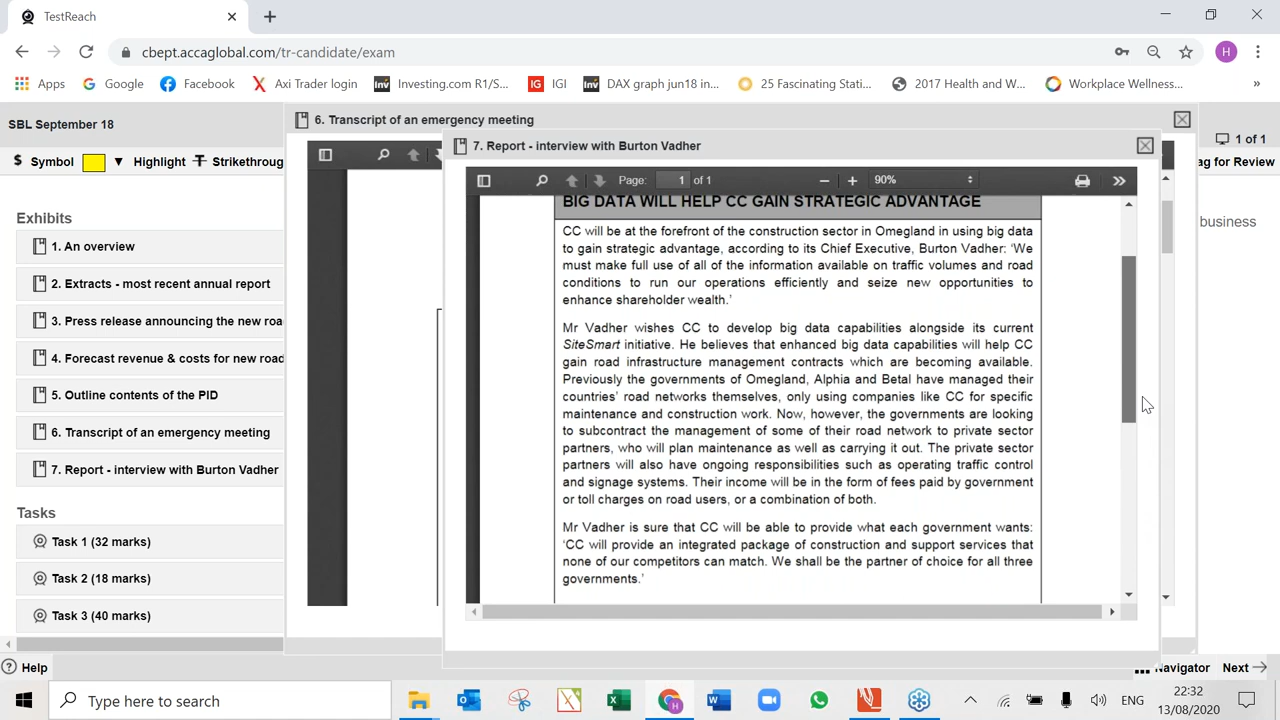 TestReach
cbept.accaglobal.com/tr-candidate/exam
H
Apps
Google
Facebook
Axi Trader login
Investing.com R1/S...
IGI
DAX graph jun18 in...
25 Fascinating Stati...
2017 Health and W...
Workplace Wellness...
»
SBL September 18
6. Transcript of an emergency meeting
1 of 1
$ Symbol
Highlight
Strikethroug
7. Report - interview with Burton Vadher
ag for Review
Page: 1 of 1
90%
Exhibits
1. An overview
2. Extracts - most recent annual report
3. Press release announcing the new roa
4. Forecast revenue & costs for new road
5. Outline contents of the PID
6. Transcript of an emergency meeting
7. Report - interview with Burton Vadher
Tasks
Task 1 (32 marks)
Task 2 (18 marks)
Task 3 (40 marks)
BIG DATA WILL HELP CC GAIN STRATEGIC ADVANTAGE
CC will be at the forefront of the construction sector in Omegland in using big data
to gain strategic advantage, according to its Chief Executive, Burton Vadher: ‘We
must make full use of all of the information available on traffic volumes and road
conditions to run our operations efficiently and seize new opportunities to
enhance shareholder wealth.’
Mr Vadher wishes CC to develop big data capabilities alongside its current
SiteSmart initiative. He believes that enhanced big data capabilities will help CC
gain road infrastructure management contracts which are becoming available.
Previously the governments of Omegland, Alphia and Betal have managed their
countries’ road networks themselves, only using companies like CC for specific
maintenance and construction work. Now, however, the governments are looking
to subcontract the management of some of their road network to private sector
partners, who will plan maintenance as well as carrying it out. The private sector
partners will also have ongoing responsibilities such as operating traffic control
and signage systems. Their income will be in the form of fees paid by government
or toll charges on road users, or a combination of both.
Mr Vadher is sure that CC will be able to provide what each government wants:
‘CC will provide an integrated package of construction and support services that
none of our competitors can match. We shall be the partner of choice for all three
governments.’
business
Help
Navigator
Next
Type here to search
ENG
22:32
13/08/2020